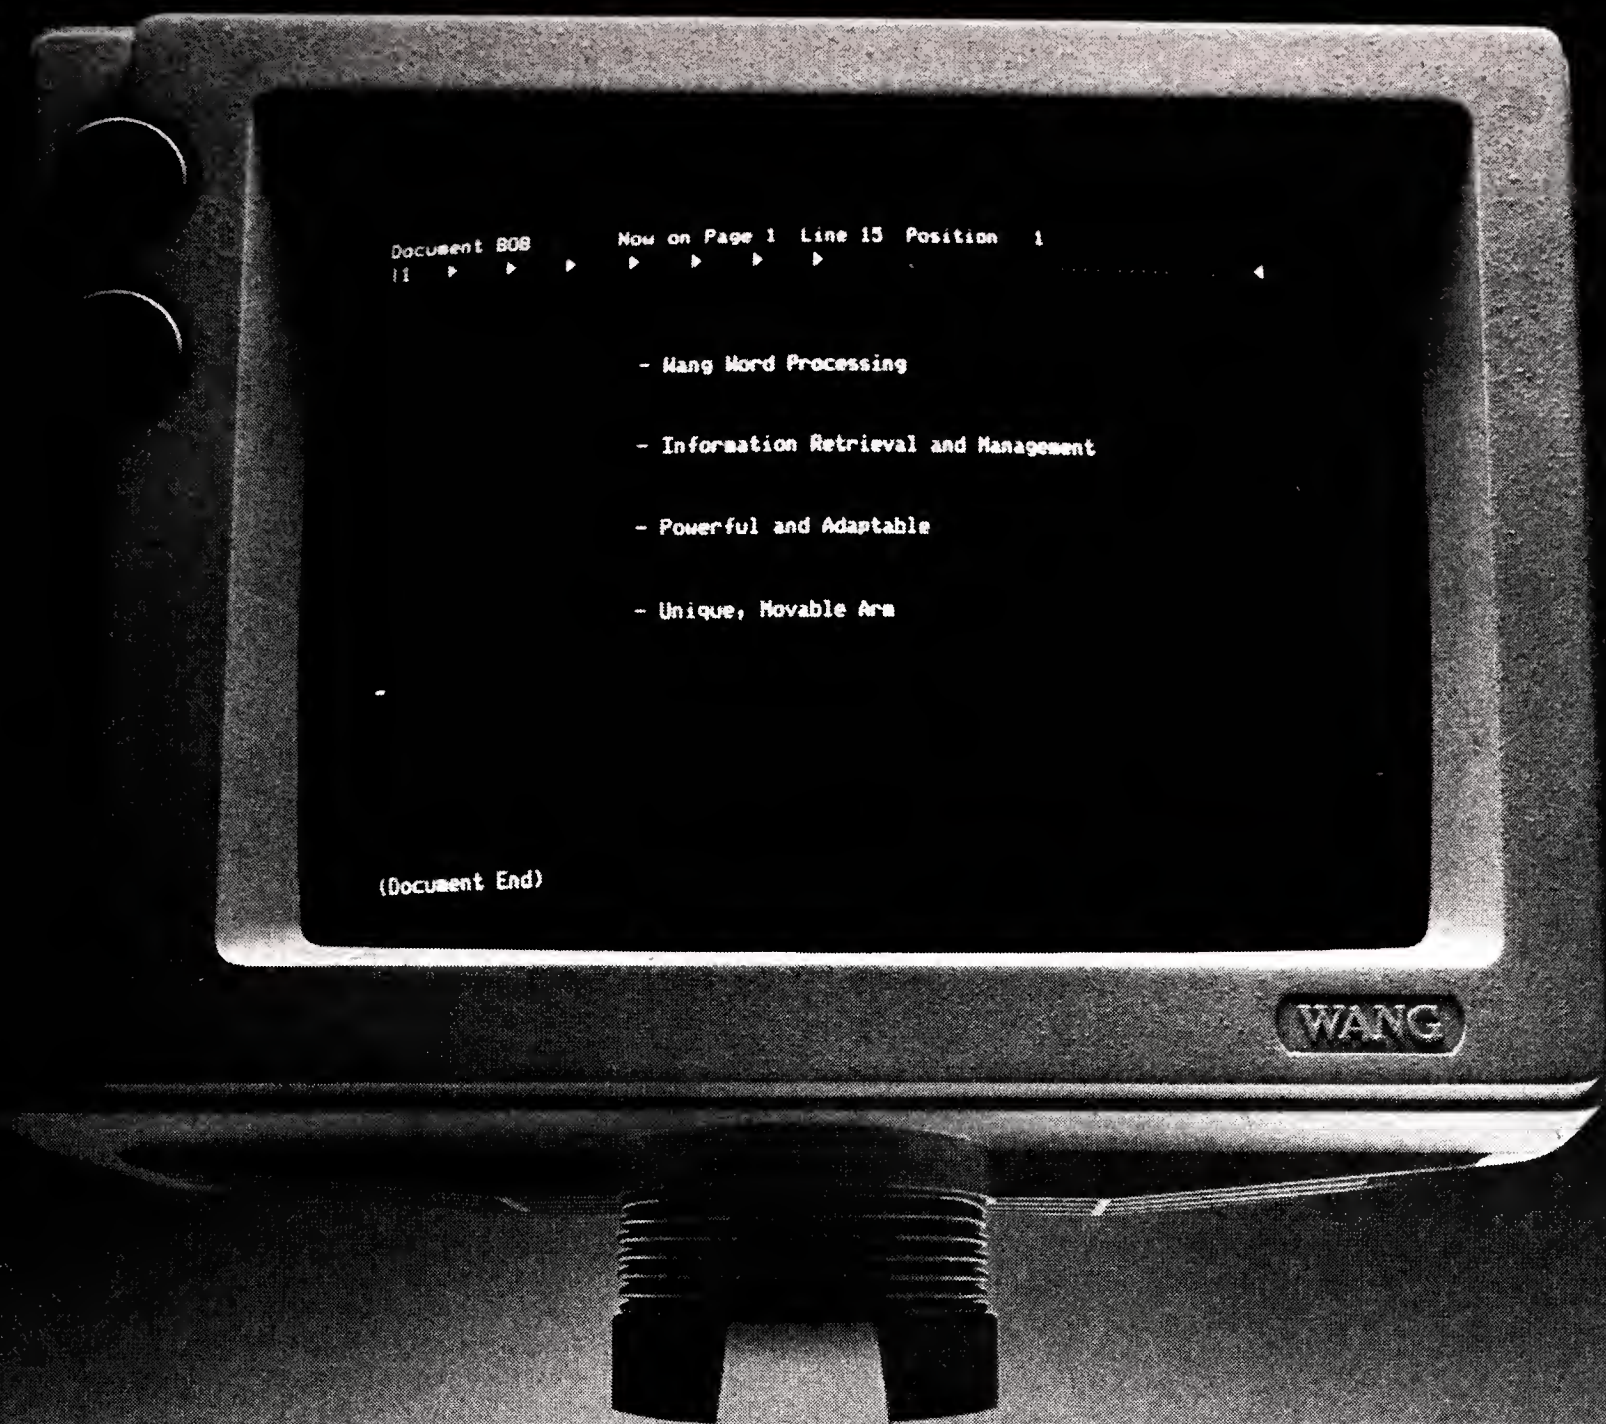 Document BOB Now on Page 1 Line 15 Position 1
|1
- Wang Word Processing
- Information Retrieval and Management
- Powerful and Adaptable
- Unique, Movable Arm
(Document End)
WANG